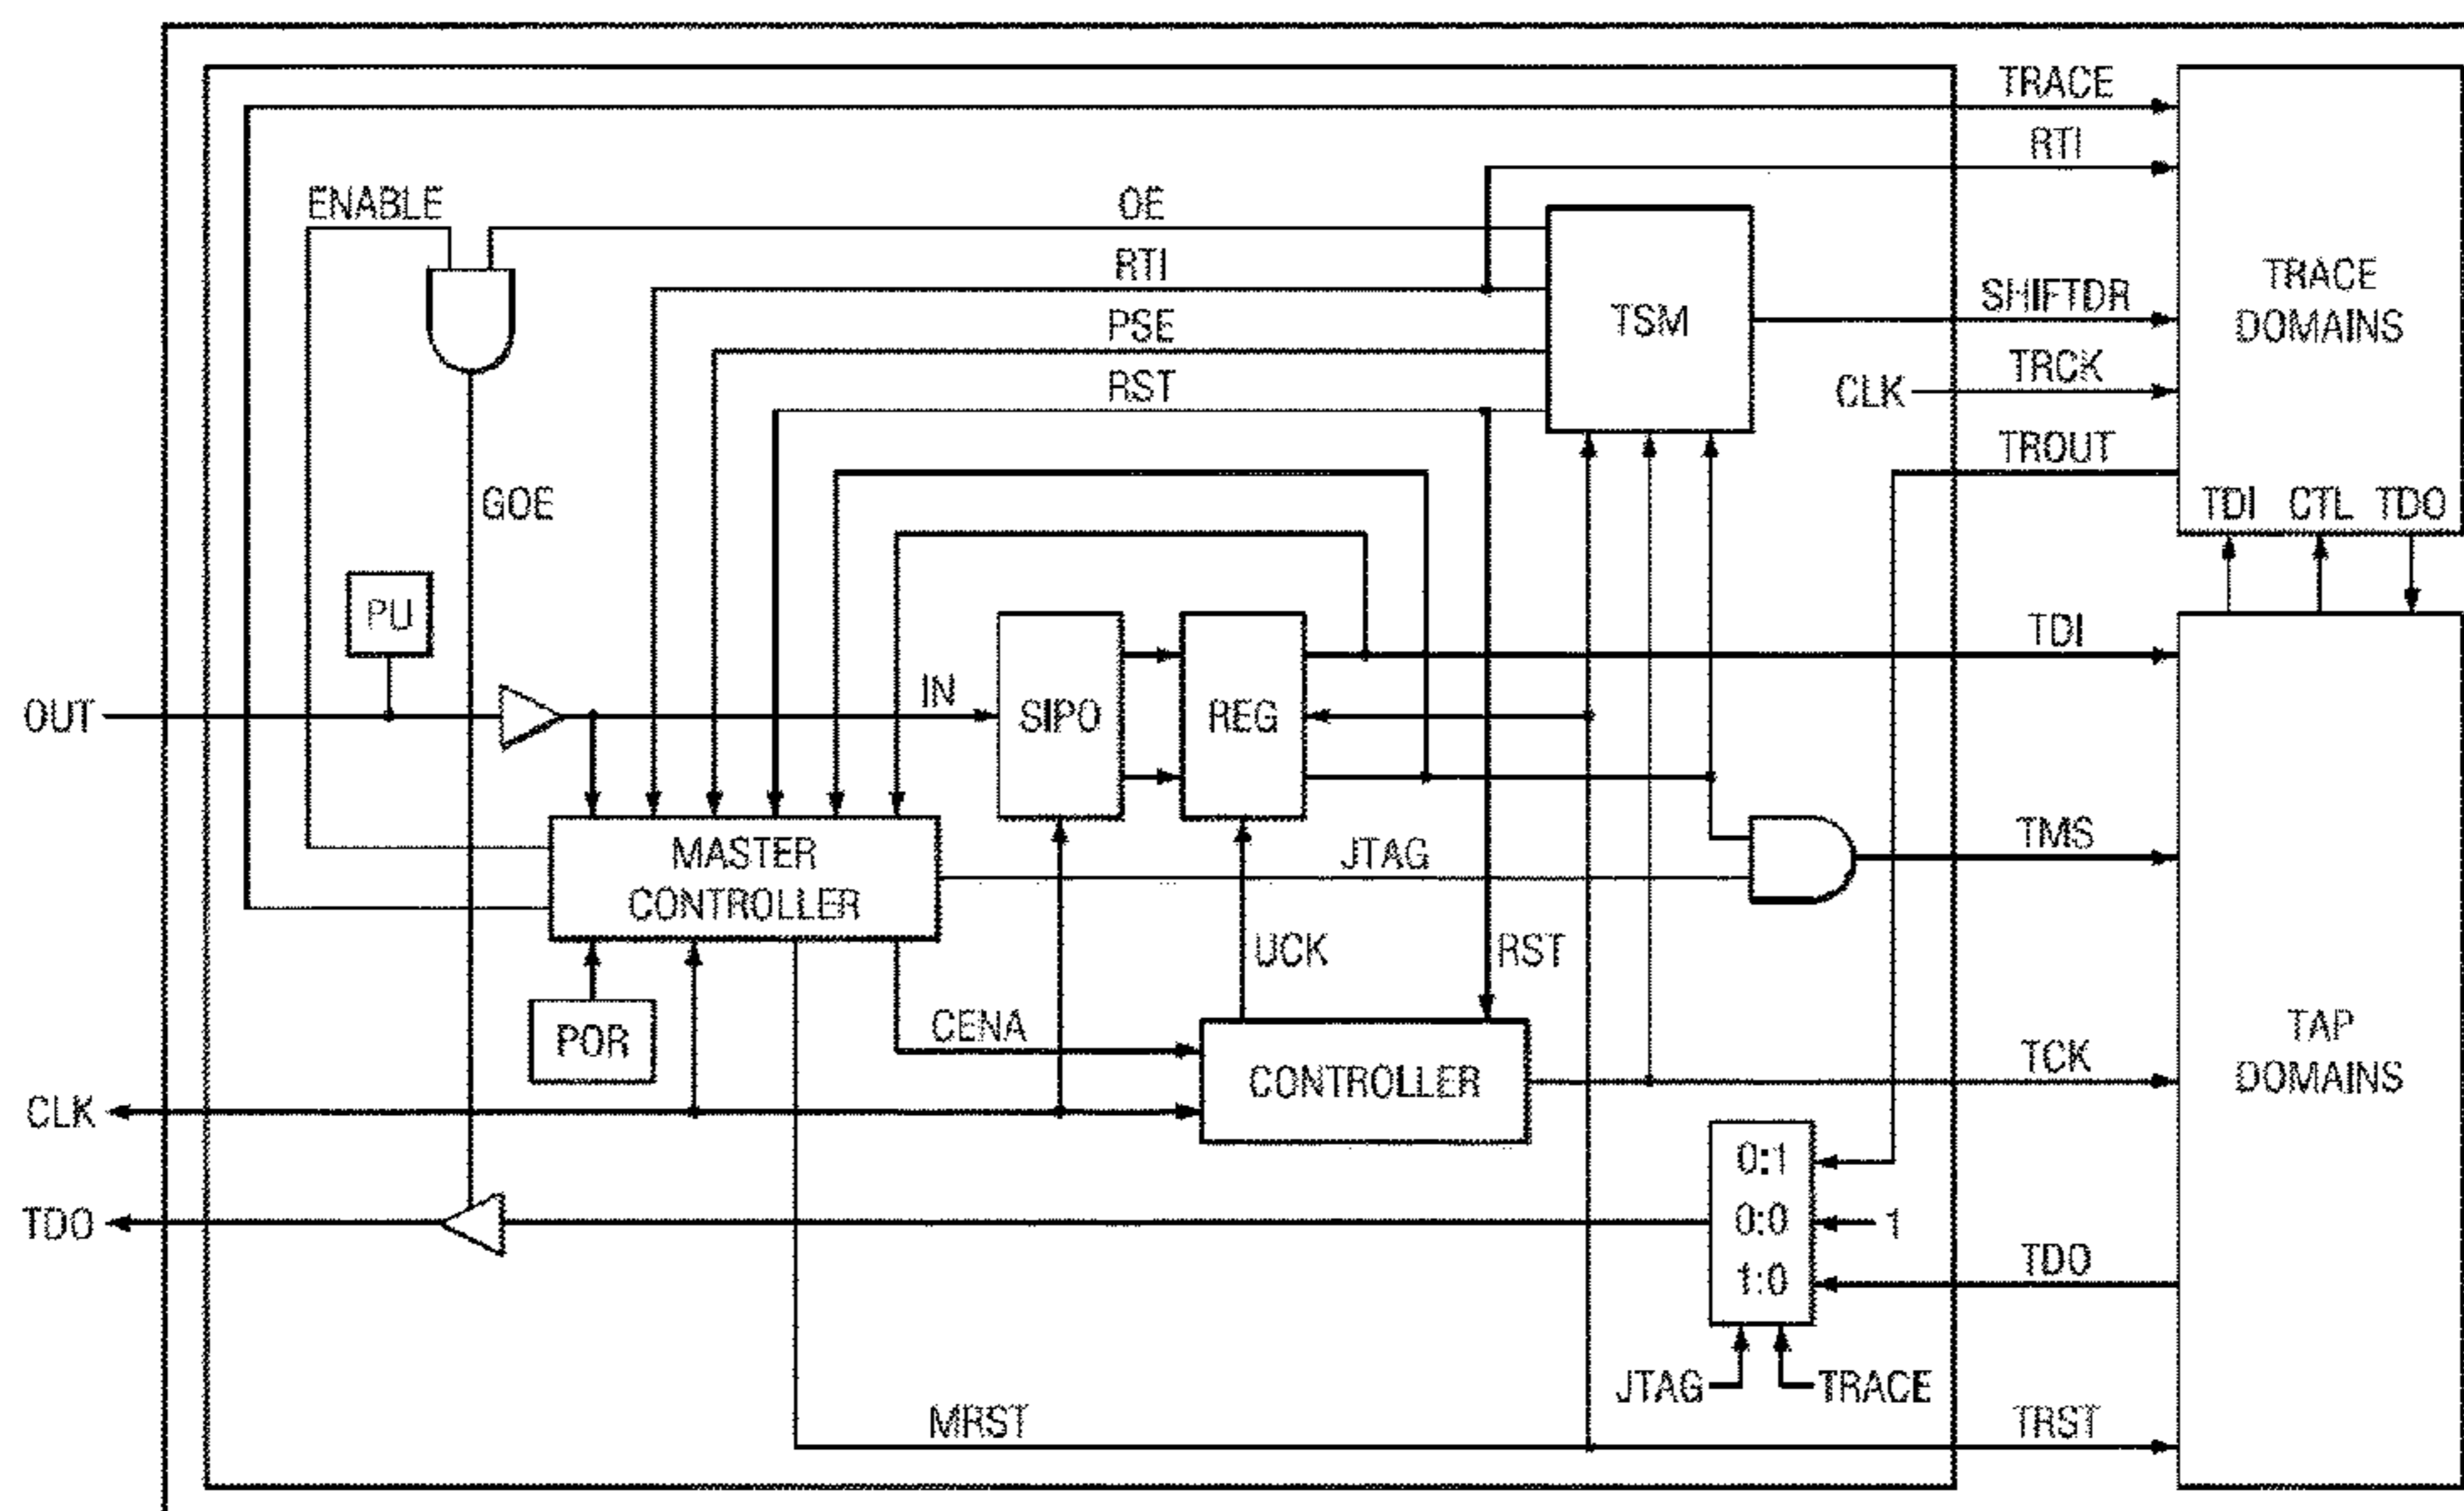 TRACE
RTI
ENABLE
OE
RTI
TSM
SHIFTDR
TRACE
DOMAINS
PSE
RST
CLK
TRCK
TROUT
GOE
TDI CTL TDO
PU
TDI
OUT
IN
SIPO
REG
MASTER
CONTROLLER
JTAG
TMS
UCK
RST
POR
CENA
CONTROLLER
TCK
TAP
DOMAINS
CLK
0:1
0:0
1:0
1
TDO
TDO
JTAG
TRACE
MRST
TRST